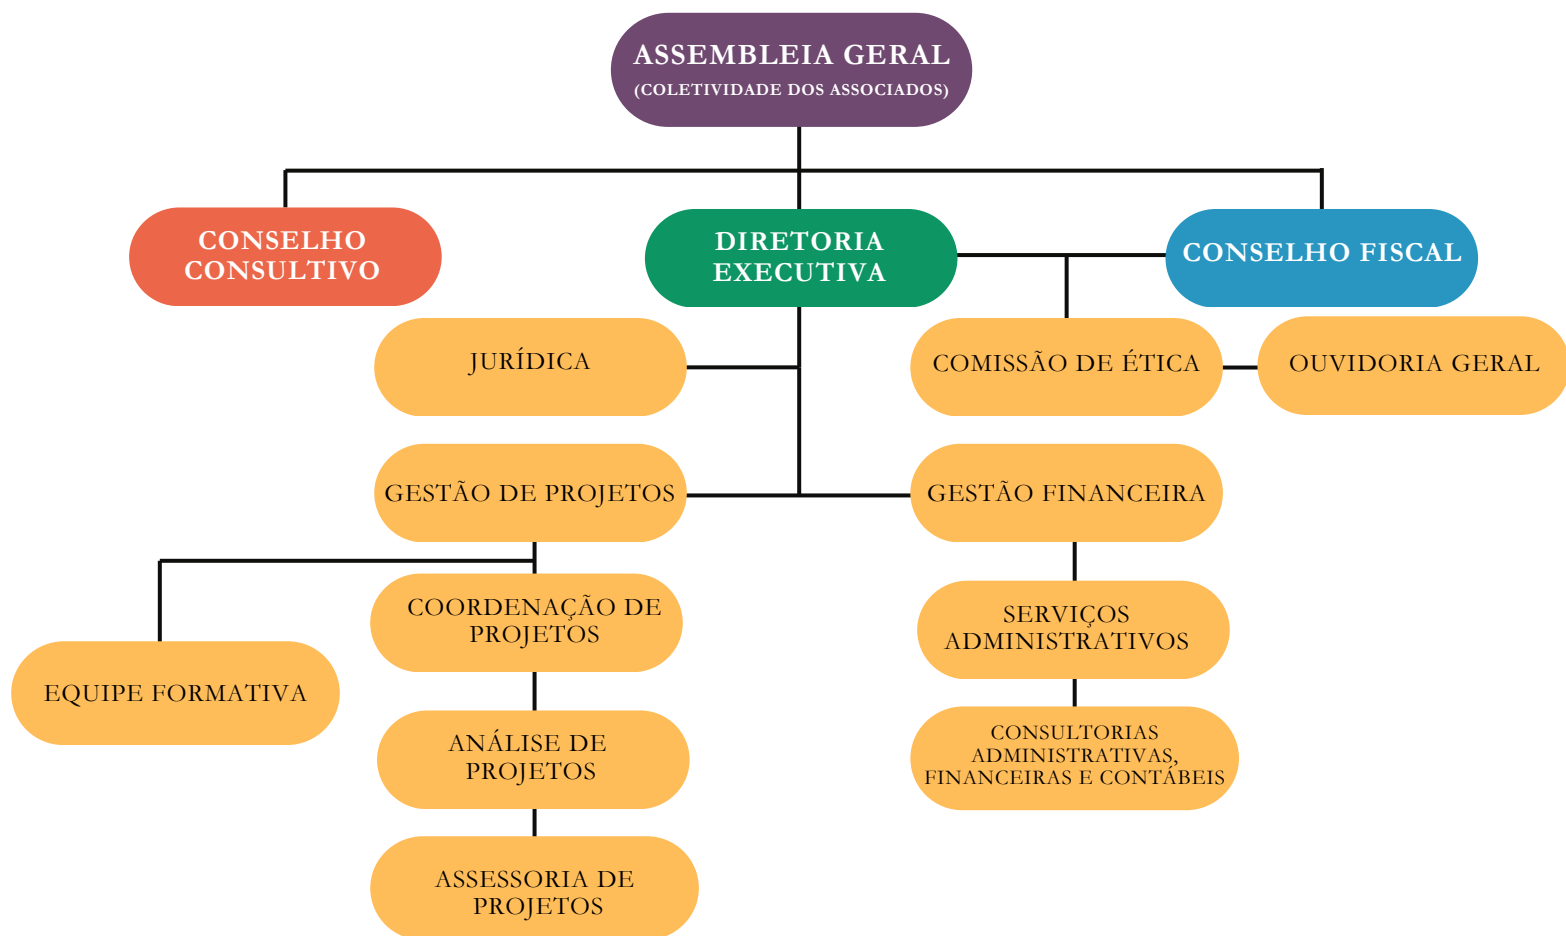 ASSEMBLEIA GERAL
(COLETIVIDADE DOS ASSOCIADOS)
CONSELHO
CONSULTIVO
DIRETORIA
EXECUTIVA
CONSELHO FISCAL
JURÍDICA
COMISSÃO DE ÉTICA
OUVIDORIA GERAL
GESTÃO DE PROJETOS
GESTÃO FINANCEIRA
COORDENAÇÃO DE
PROJETOS
SERVIÇOS
ADMINISTRATIVOS
EQUIPE FORMATIVA
ANÁLISE DE
PROJETOS
CONSULTORIAS
ADMINISTRATIVAS,
FINANCEIRAS E CONTÁBEIS
ASSESSORIA DE
PROJETOS